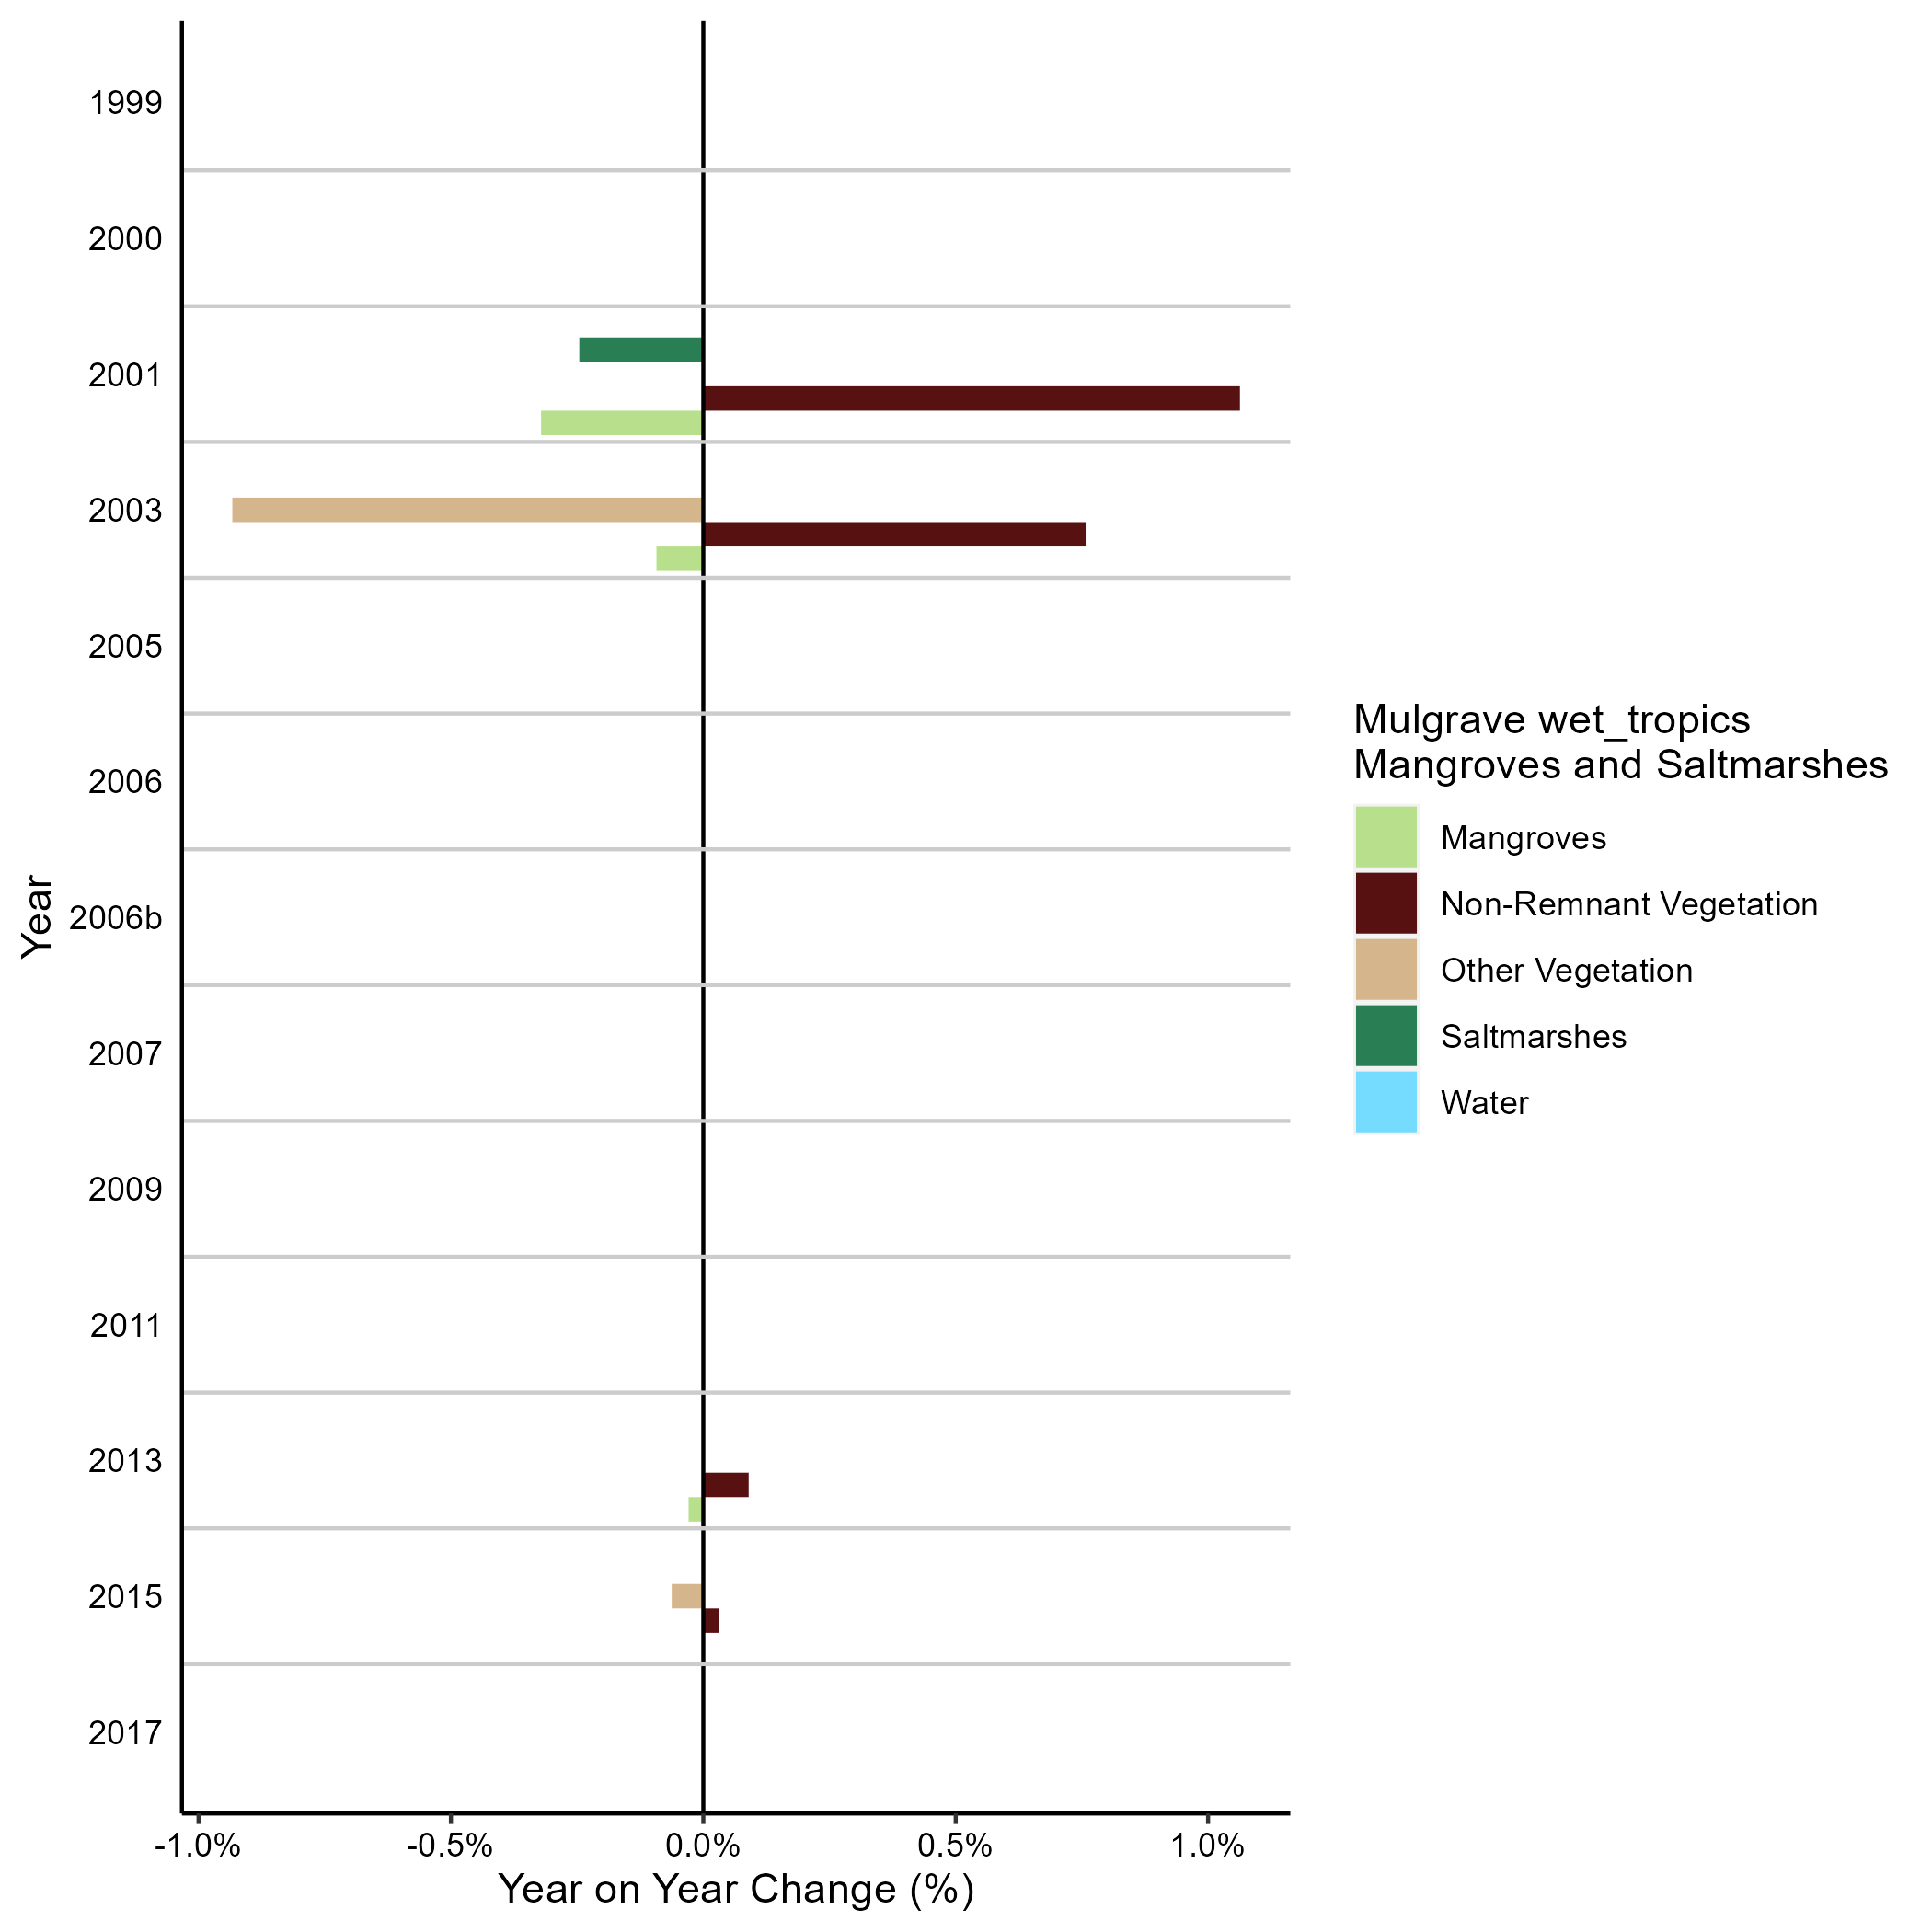 1999
2000
2001
2003
2005
2006
2006b
2007
2009
2011
2013
2015
2017
Year
-1.0%
-0.5%
0.0%
0.5%
1.0%
Year on Year Change (%)
Mulgrave wet_tropics
Mangroves and Saltmarshes
Mangroves
Non-Remnant Vegetation
Other Vegetation
Saltmarshes
Water